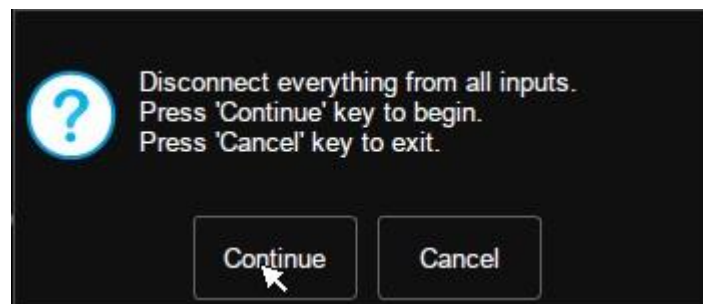 Disconnect everything from all inputs.
Press 'Continue' key to begin.
Press 'Cancel' key to exit.
Continue
Cancel